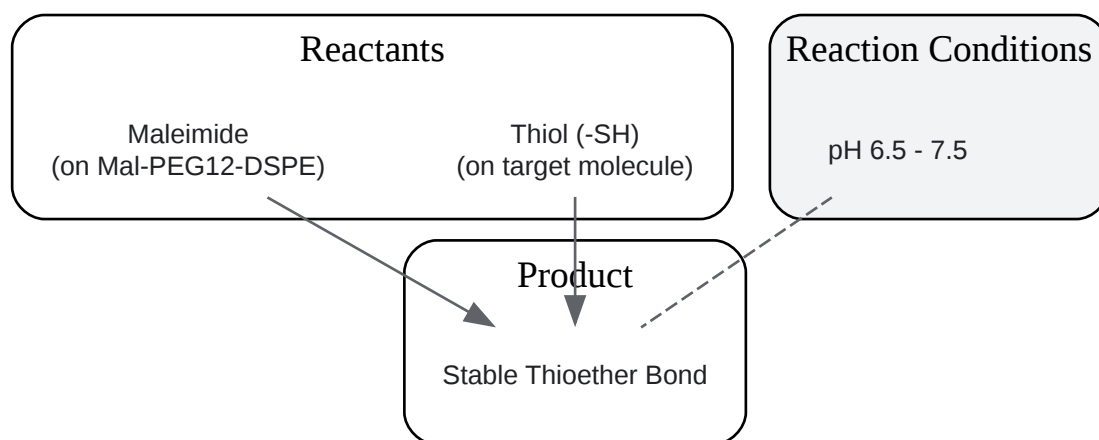 Reactants
Maleimide
(on Mal-PEG12-DSPE)
Thiol (-SH)
(on target molecule)
Reaction Conditions
pH 6.5 - 7.5
Product
Stable Thioether Bond